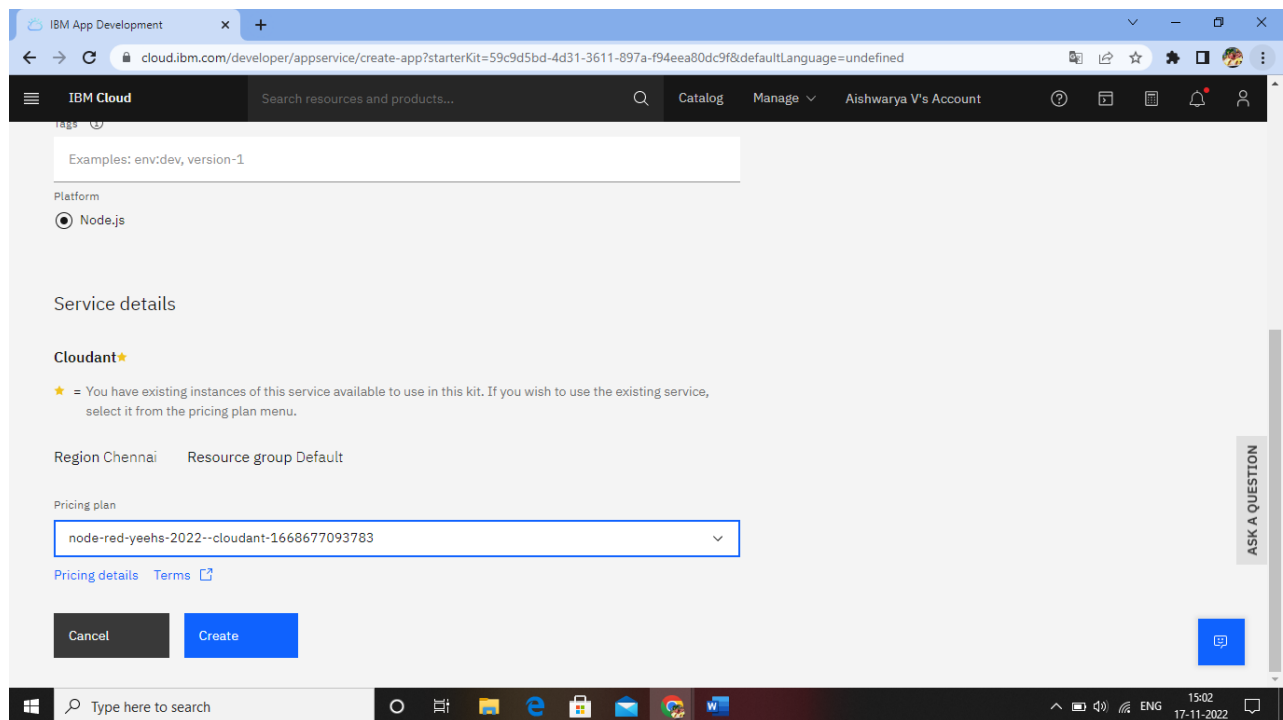 IBM App Development
cloud.ibm.com/developer/appservice/create-app?starterKit=59c9d5bd-4d31-3611-897a-f94eea80dc9f&defaultLanguage=undefined
IBM Cloud
Search resources and products...
Catalog
Manage
Aishwarya V's Account
Tags
Examples: env:dev, version-1
Platform
Node.js
Service details
Cloudant
= You have existing instances of this service available to use in this kit. If you wish to use the existing service,
select it from the pricing plan menu.
Region Chennai Resource group Default
Pricing plan
node-red-yeehs-2022--cloudant-1668677093783
Pricing details Terms
Cancel
Create
ASK A QUESTION
Type here to search
ENG
15:02
17-11-2022